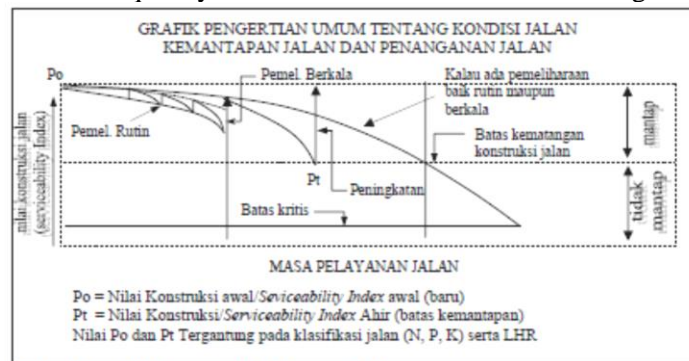 GRAFIK PENGERTIAN UMUM TENTANG KONDISI JALAN
KEMANTAPAN JALAN DAN PENANGANAN JALAN
Po
Pemel. Berkala
Kalau ada pemeliharaan
baik rutin maupun
berkala
Pemel. Rutin
mantap
Batas kematangan
konstruksi jalan
Pt
Peningkatan
Batas kritis
tidak
mantap
nilai konstruksi jalan
(serviceability Index)
MASA PELAYANAN JALAN
Po = Nilai Konstruksi awal/Seviceability Index awal (baru)
Pt = Nilai Konstruksi/Serviceability Index Ahir (batas kemantapan)
Nilai Po dan Pt Tergantung pada klasifikasi jalan (N, P, K) serta LHR